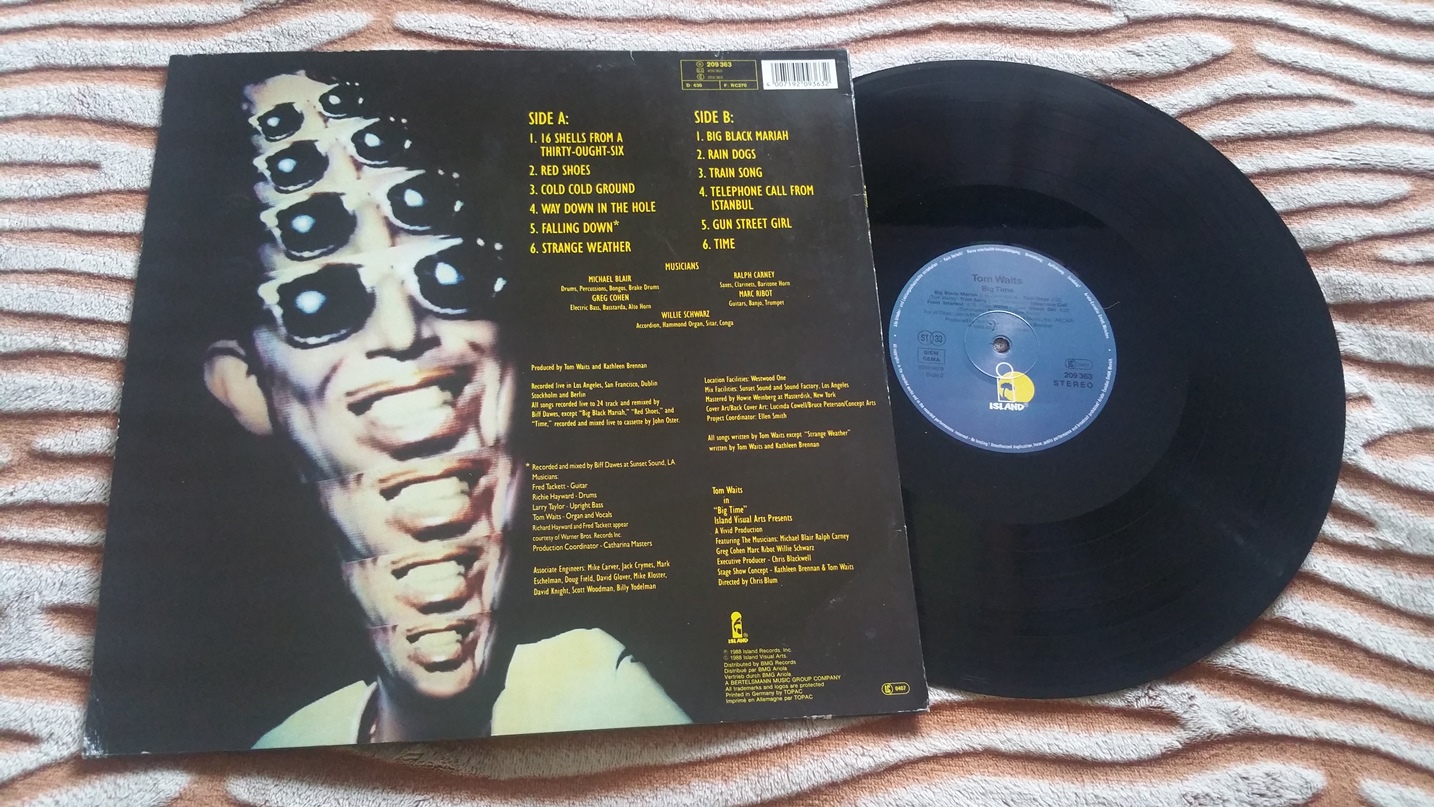 209 363
D: 630
F: RC270
4 007192 093632
SIDE A:
1. 16 SHELLS FROM A
THIRTY-OUGHT-SIX
2. RED SHOES
3. COLD COLD GROUND
4. WAY DOWN IN THE HOLE
5. FALLING DOWN*
6. STRANGE WEATHER
SIDE B:
1. BIG BLACK MARIAH
2. RAIN DOGS
3. TRAIN SONG
4. TELEPHONE CALL FROM
ISTANBUL
5. GUN STREET GIRL
6. TIME
MUSICIANS
MICHAEL BLAIR
Drums, Percussions, Bongos, Brake Drums
GREG COHEN
Electric Bass, Basstarda, Alto Horn
RALPH CARNEY
Saxes, Clarinets, Baritone Horn
MARC RIBOT
Guitars, Banjo, Trumpet
WILLIE SCHWARZ
Accordion, Hammond Organ, Sitar, Conga
Produced by Tom Waits and Kathleen Brennan
Recorded live in Los Angeles, San Francisco, Dublin
Stockholm and Berlin
All songs recorded live to 24 track and remixed by
Biff Dawes, except "Big Black Mariah," "Red Shoes," and
"Time," recorded and mixed live to cassette by John Oster.
* Recorded and mixed by Biff Dawes at Sunset Sound, LA
Musicians:
Fred Tackett - Guitar
Richie Hayward - Drums
Larry Taylor - Upright Bass
Tom Waits - Organ and Vocals
Richard Hayward and Fred Tackett appear
courtesy of Warner Bros. Records Inc.
Production Coordinator - Catharina Masters
Associate Engineers: Mike Carver, Jack Crymes, Mark
Eschelman, Doug Field, David Glover, Mike Kloster,
David Knight, Scott Woodman, Billy Yodelman
Location Facilities: Westwood One
Mix Facilities: Sunset Sound and Sound Factory, Los Angeles
Mastered by Howie Weinberg at Masterdisk, New York
Cover Art/Back Cover Art: Lucinda Cowell/Bruce Peterson/Concept Arts
Project Coordinator: Ellen Smith
All songs written by Tom Waits except "Strange Weather"
written by Tom Waits and Kathleen Brennan
Tom Waits
in
"Big Time"
Island Visual Arts Presents
A Vivid Production
Featuring The Musicians: Michael Blair Ralph Carney
Greg Cohen Marc Ribot Willie Schwarz
Executive Producer - Chris Blackwell
Stage Show Concept - Kathleen Brennan & Tom Waits
Directed by Chris Blum
ISLAND
℗ 1988 Island Records, Inc.
© 1988 Island Visual Arts.
Distributed by BMG Records
Distribué par BMG Ariola
Vertrieb durch BMG Ariola
A BERTELSMANN MUSIC GROUP COMPANY
All trademarks and logos are protected
Printed in Germany by TOPAC
Imprimé en Allemagne par TOPAC
LC 0407
Tom Waits
Big Time
ST 33
BIEM
GEMA
209 363
STEREO
ISLAND